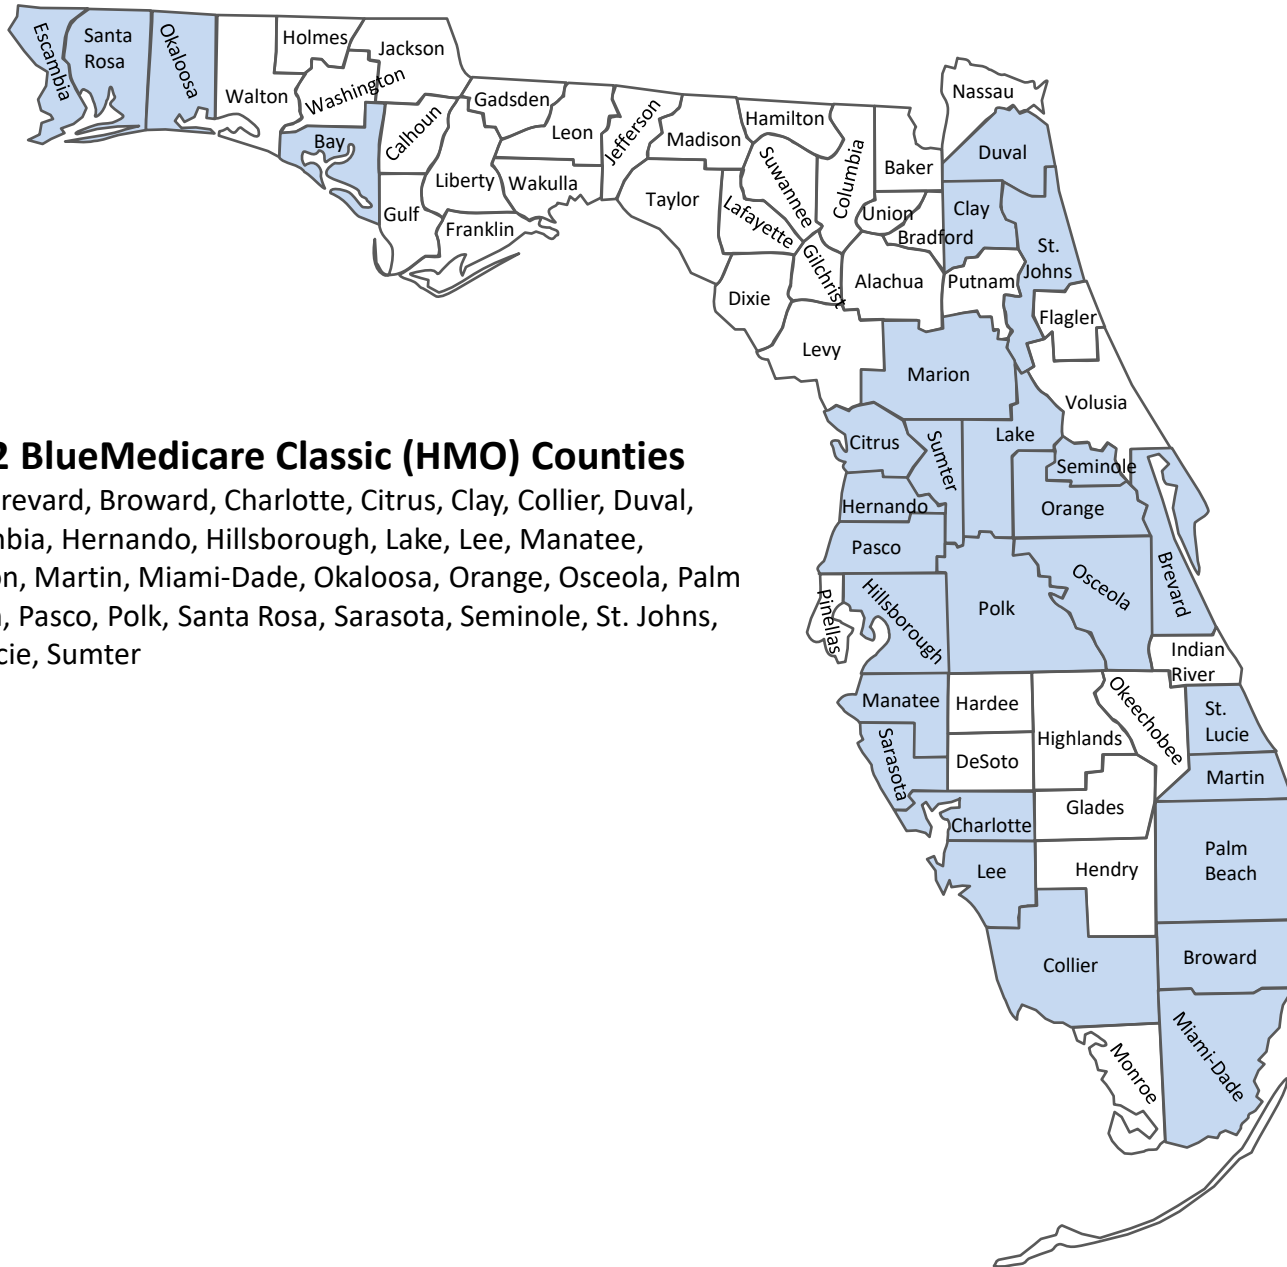 Escambia
Santa
Rosa
Okaloosa
Walton
Holmes
Jackson
Washington
Bay
Calhoun
Gulf
Gadsden
Liberty
Leon
Wakulla
Franklin
Jefferson
Madison
Taylor
Hamilton
Suwannee
Lafayette
Dixie
Columbia
Gilchrist
Baker
Union
Bradford
Alachua
Levy
Nassau
Duval
Clay
St.
Johns
Putnam
Flagler
Marion
Volusia
Citrus
Sumter
Lake
Seminole
Orange
Hernando
Pasco
Pinellas
Hillsborough
Polk
Osceola
Brevard
Indian
River
Manatee
Hardee
Sarasota
DeSoto
Highlands
Okeechobee
St.
Lucie
Martin
Charlotte
Glades
Lee
Hendry
Palm
Beach
Collier
Broward
Monroe
Miami-Dade
2 BlueMedicare Classic (HMO) Counties
revard, Broward, Charlotte, Citrus, Clay, Collier, Duval,
nbia, Hernando, Hillsborough, Lake, Lee, Manatee,
on, Martin, Miami-Dade, Okaloosa, Orange, Osceola, Palm
, Pasco, Polk, Santa Rosa, Sarasota, Seminole, St. Johns,
cie, Sumter